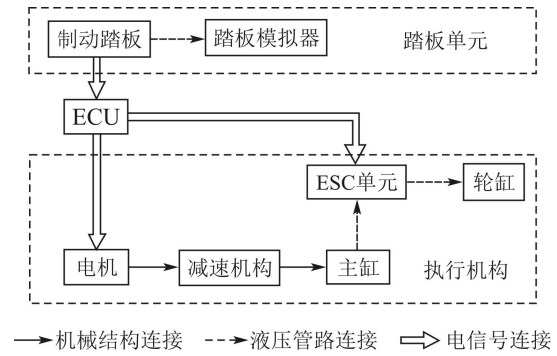 制动踏板
踏板模拟器
踏板单元
ECU
ESC单元
轮缸
电机
减速机构
主缸
执行机构
机械结构连接
液压管路连接
电信号连接